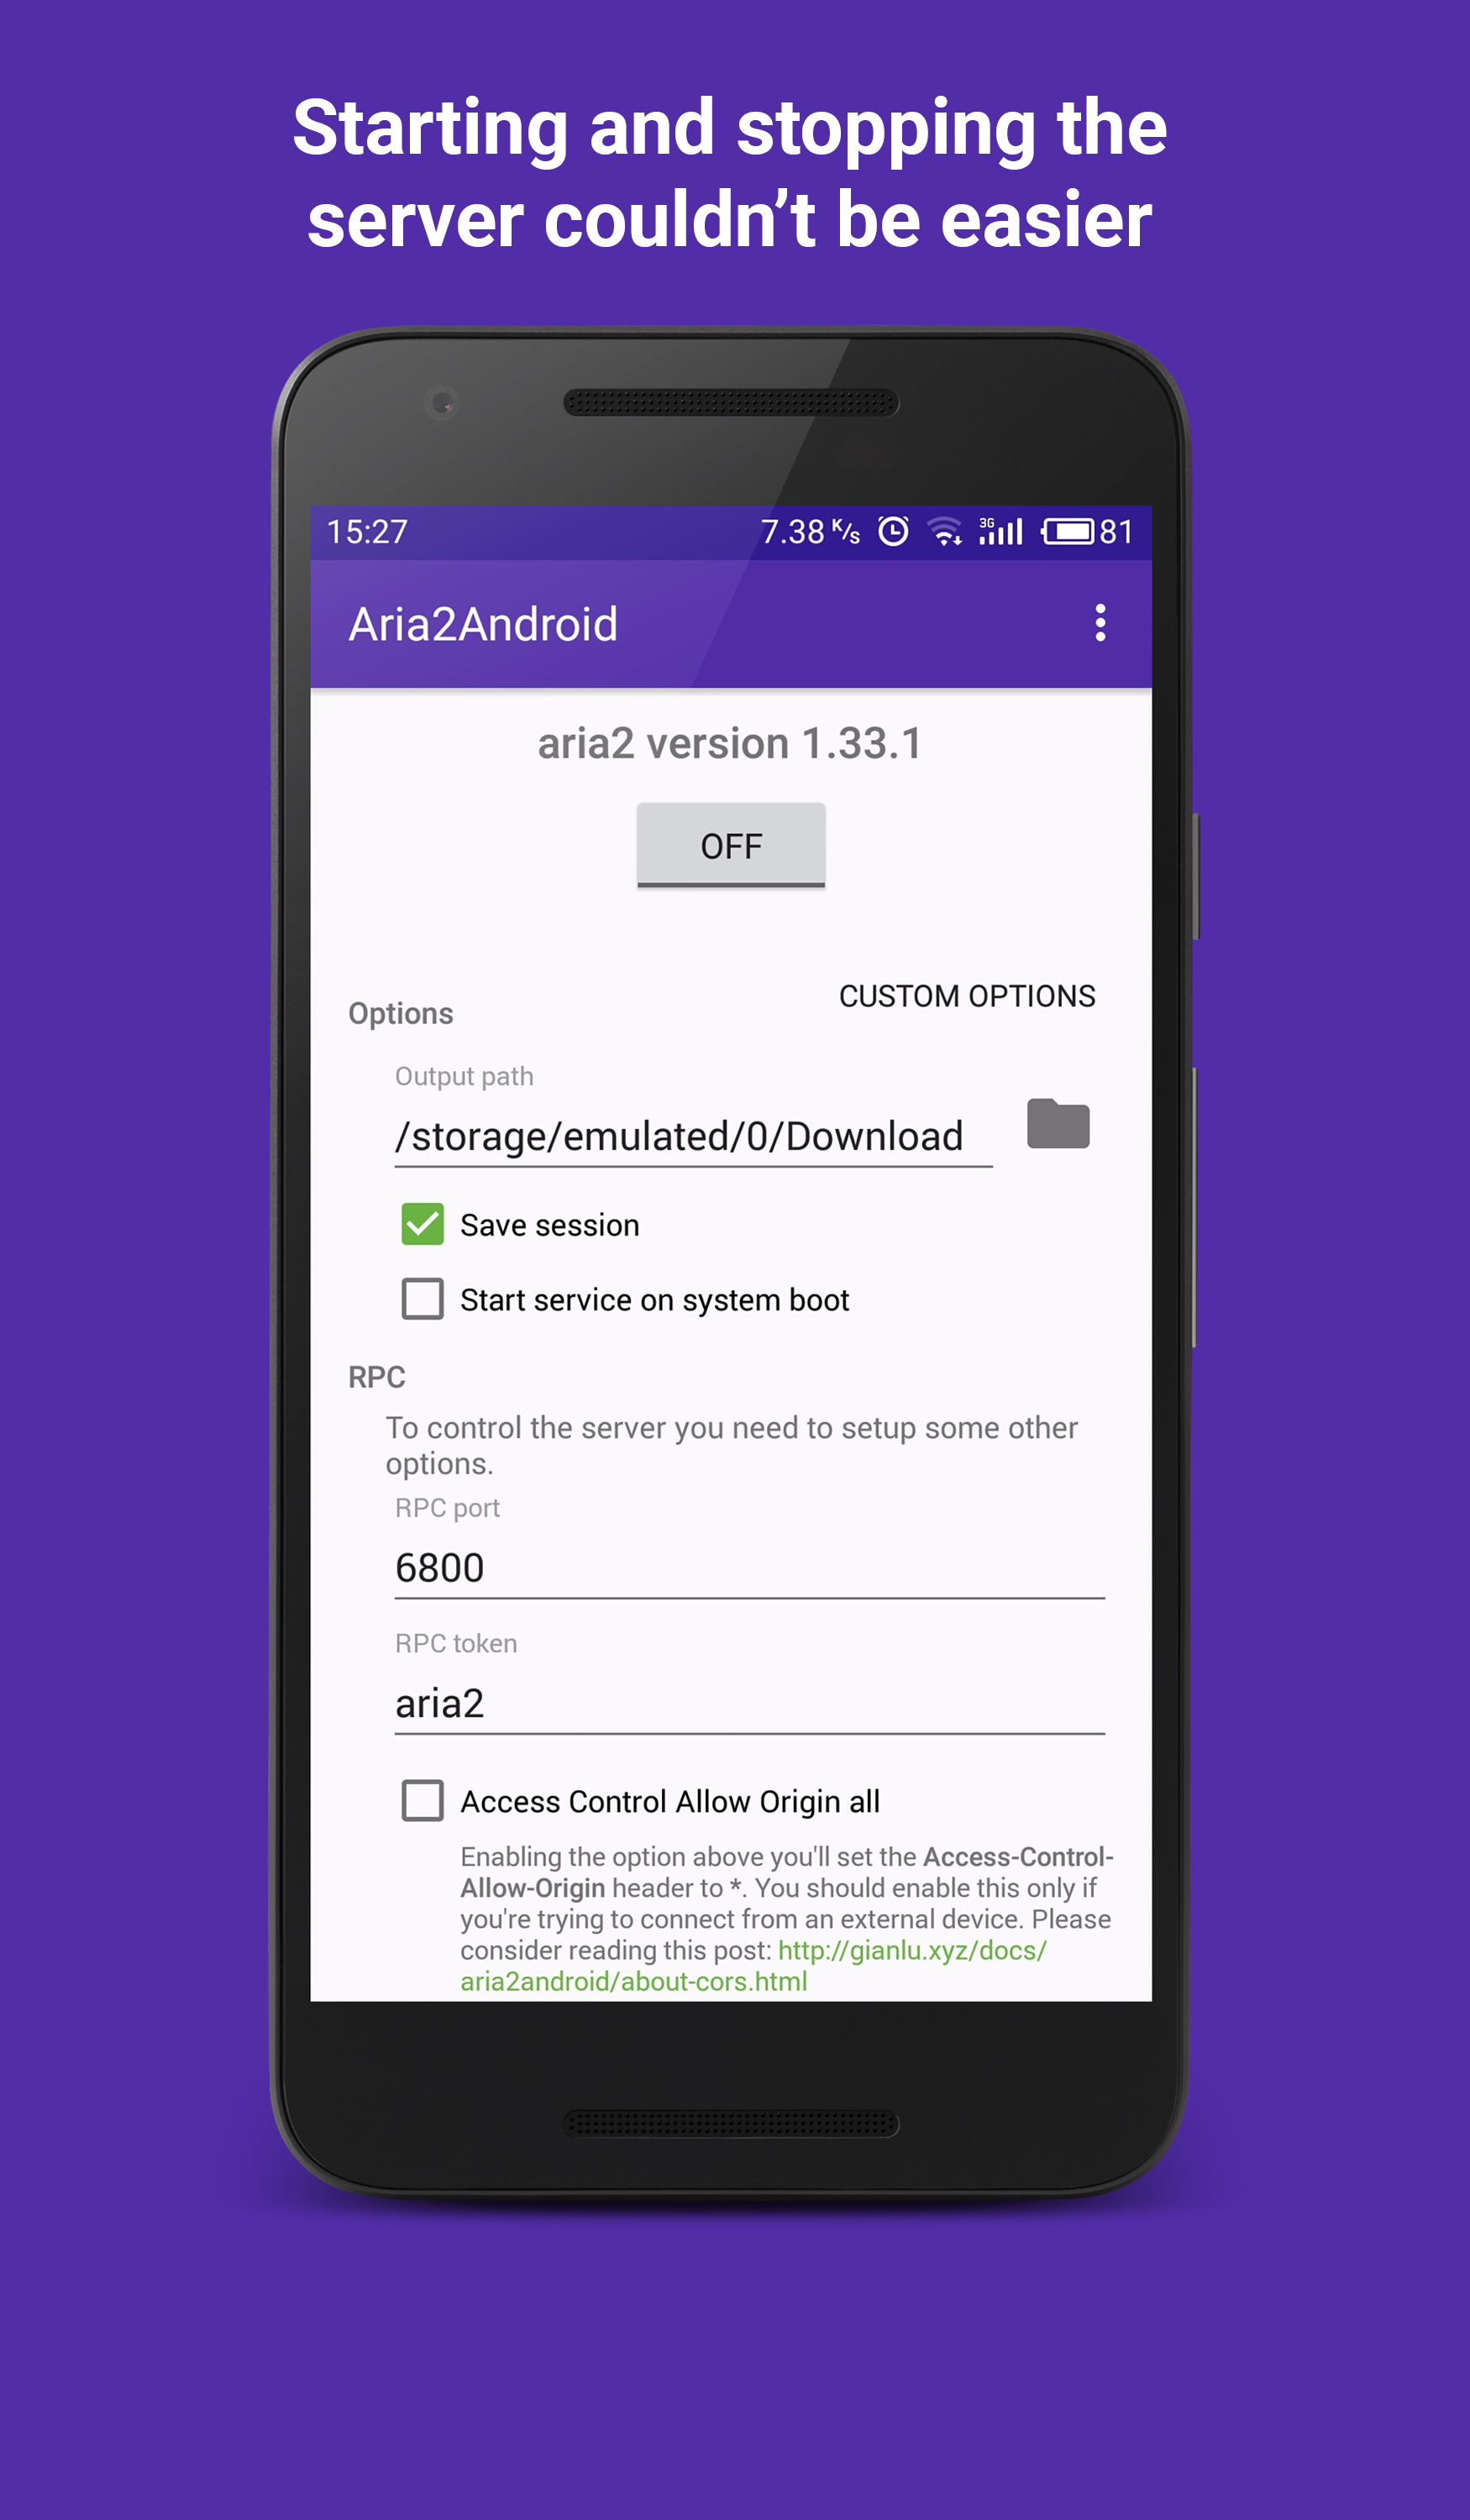 Starting and stopping the
server couldn’t be easier
15:27 7.38 K/s 3G 81
Aria2Android
aria2 version 1.33.1
OFF
CUSTOM OPTIONS
Options
Output path
/storage/emulated/0/Download
Save session
Start service on system boot
RPC
To control the server you need to setup some other
options.
RPC port
6800
RPC token
aria2
Access Control Allow Origin all
Enabling the option above you'll set the Access-Control-
Allow-Origin header to *. You should enable this only if
you're trying to connect from an external device. Please
consider reading this post: http://gianlu.xyz/docs/
aria2android/about-cors.html